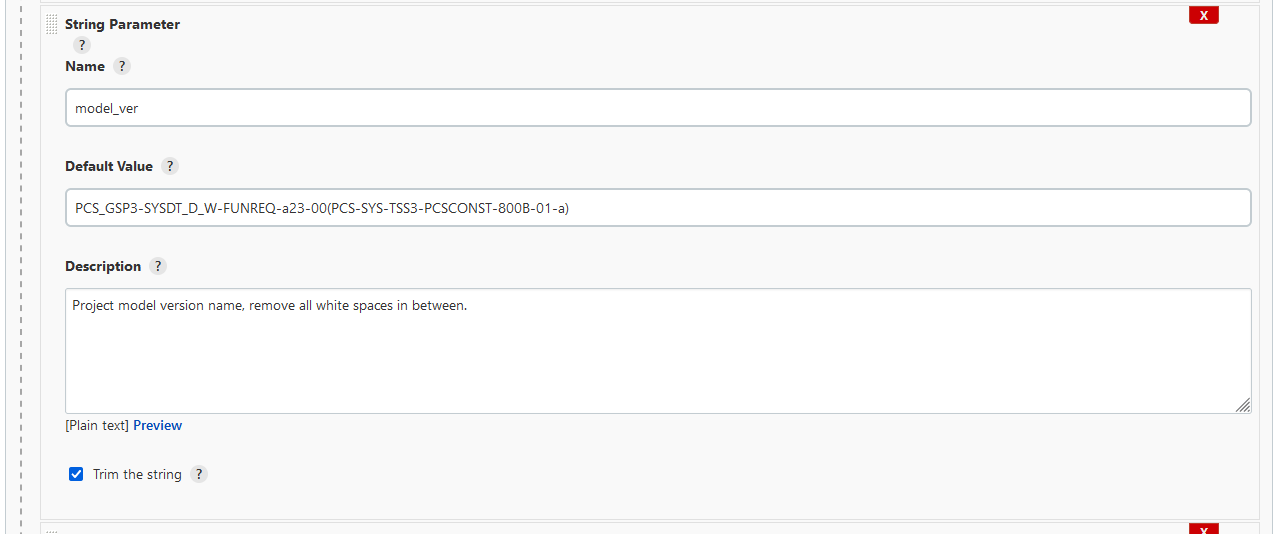 String Parameter
X
?
Name ?
model_ver
Default Value ?
PCS_GSP3-SYSDT_D_W-FUNREQ-a23-00(PCS-SYS-TSS3-PCSCONST-800B-01-a)
Description ?
Project model version name, remove all white spaces in between.
[Plain text] Preview
Trim the string ?
X